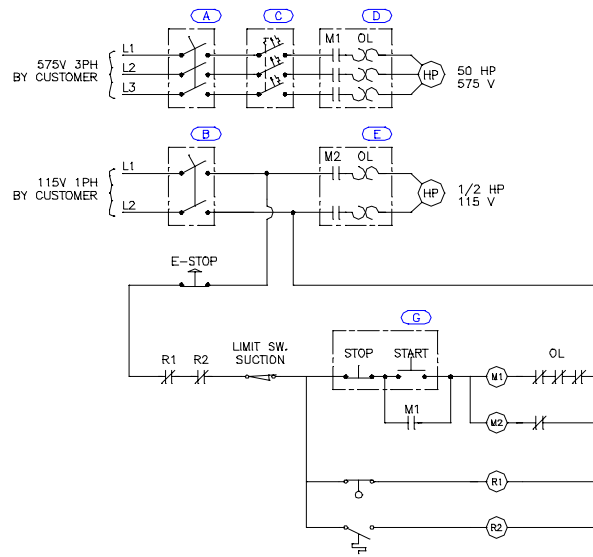 A
C
D
L1
M1 OL
575V 3PH
BY CUSTOMER
L2
L3
HP
50 HP
575 V
B
E
L1
M2 OL
115V 1PH
BY CUSTOMER
L2
HP
1/2 HP
115 V
E-STOP
G
R1 R2
LIMIT SW.
SUCTION
STOP START
OL
M1
M1
M2
R1
R2